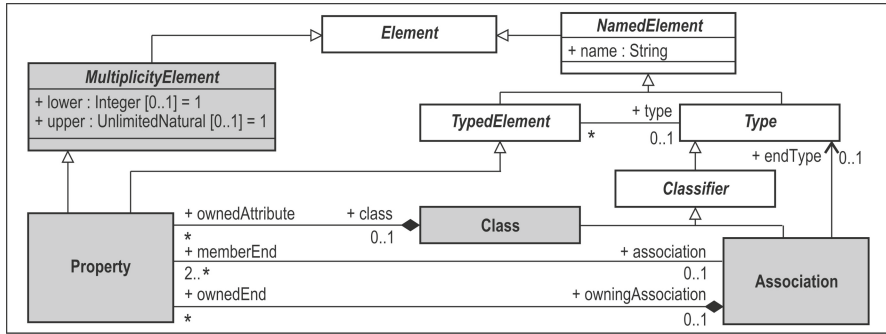 Element
NamedElement
+ name : String
MultiplicityElement
+ lower : Integer [0..1] = 1
+ upper : UnlimitedNatural [0..1] = 1
TypedElement
+ type
*
0..1
Type
+ endType
0..1
Classifier
+ ownedAttribute
*
+ class
0..1
Class
Property
+ memberEnd
2..*
+ association
0..1
Association
+ ownedEnd
*
+ owningAssociation
0..1